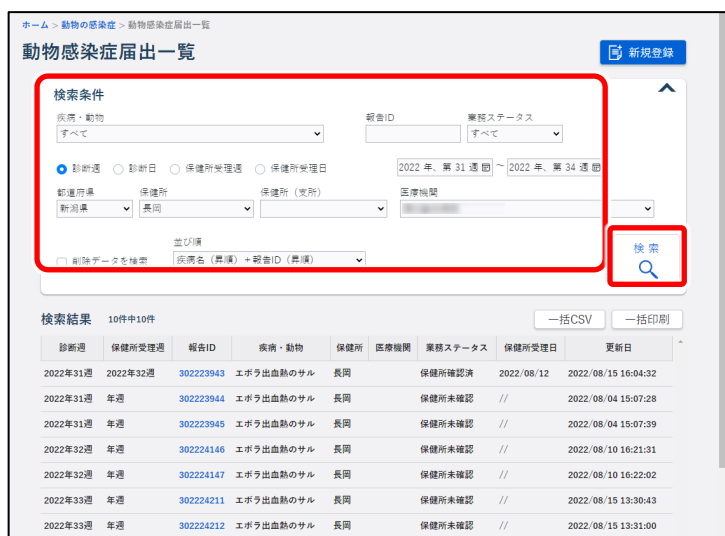 ホーム > 動物の感染症 > 動物感染症届出一覧
動物感染症届出一覧
新規登録
検索条件
疾病・動物 報告ID 業務ステータス
すべて すべて
診断週 診断日 保健所受理週 保健所受理日 2022 年、第 31 週 ~ 2022 年、第 34 週
都道府県 保健所 保健所（支所） 医療機関
新潟県 長岡
並び順
削除データを検索 疾病名（昇順）+報告ID（昇順）
検索
検索結果 10件中10件 一括CSV 一括印刷
診断週 保健所受理週 報告ID 疾病・動物 保健所 医療機関 業務ステータス 保健所受理日 更新日
2022年31週 2022年32週 302223943 エボラ出血熱のサル 長岡 保健所確認済 2022/08/12 2022/08/15 16:04:32
2022年31週 年週 302223944 エボラ出血熱のサル 長岡 保健所未確認 // 2022/08/04 15:07:28
2022年31週 年週 302223945 エボラ出血熱のサル 長岡 保健所未確認 // 2022/08/04 15:07:39
2022年32週 年週 302224146 エボラ出血熱のサル 長岡 保健所未確認 // 2022/08/10 16:21:31
2022年32週 年週 302224147 エボラ出血熱のサル 長岡 保健所未確認 // 2022/08/10 16:22:02
2022年33週 年週 302224211 エボラ出血熱のサル 長岡 保健所未確認 // 2022/08/15 13:30:43
2022年33週 年週 302224212 エボラ出血熱のサル 長岡 保健所未確認 // 2022/08/15 13:31:00